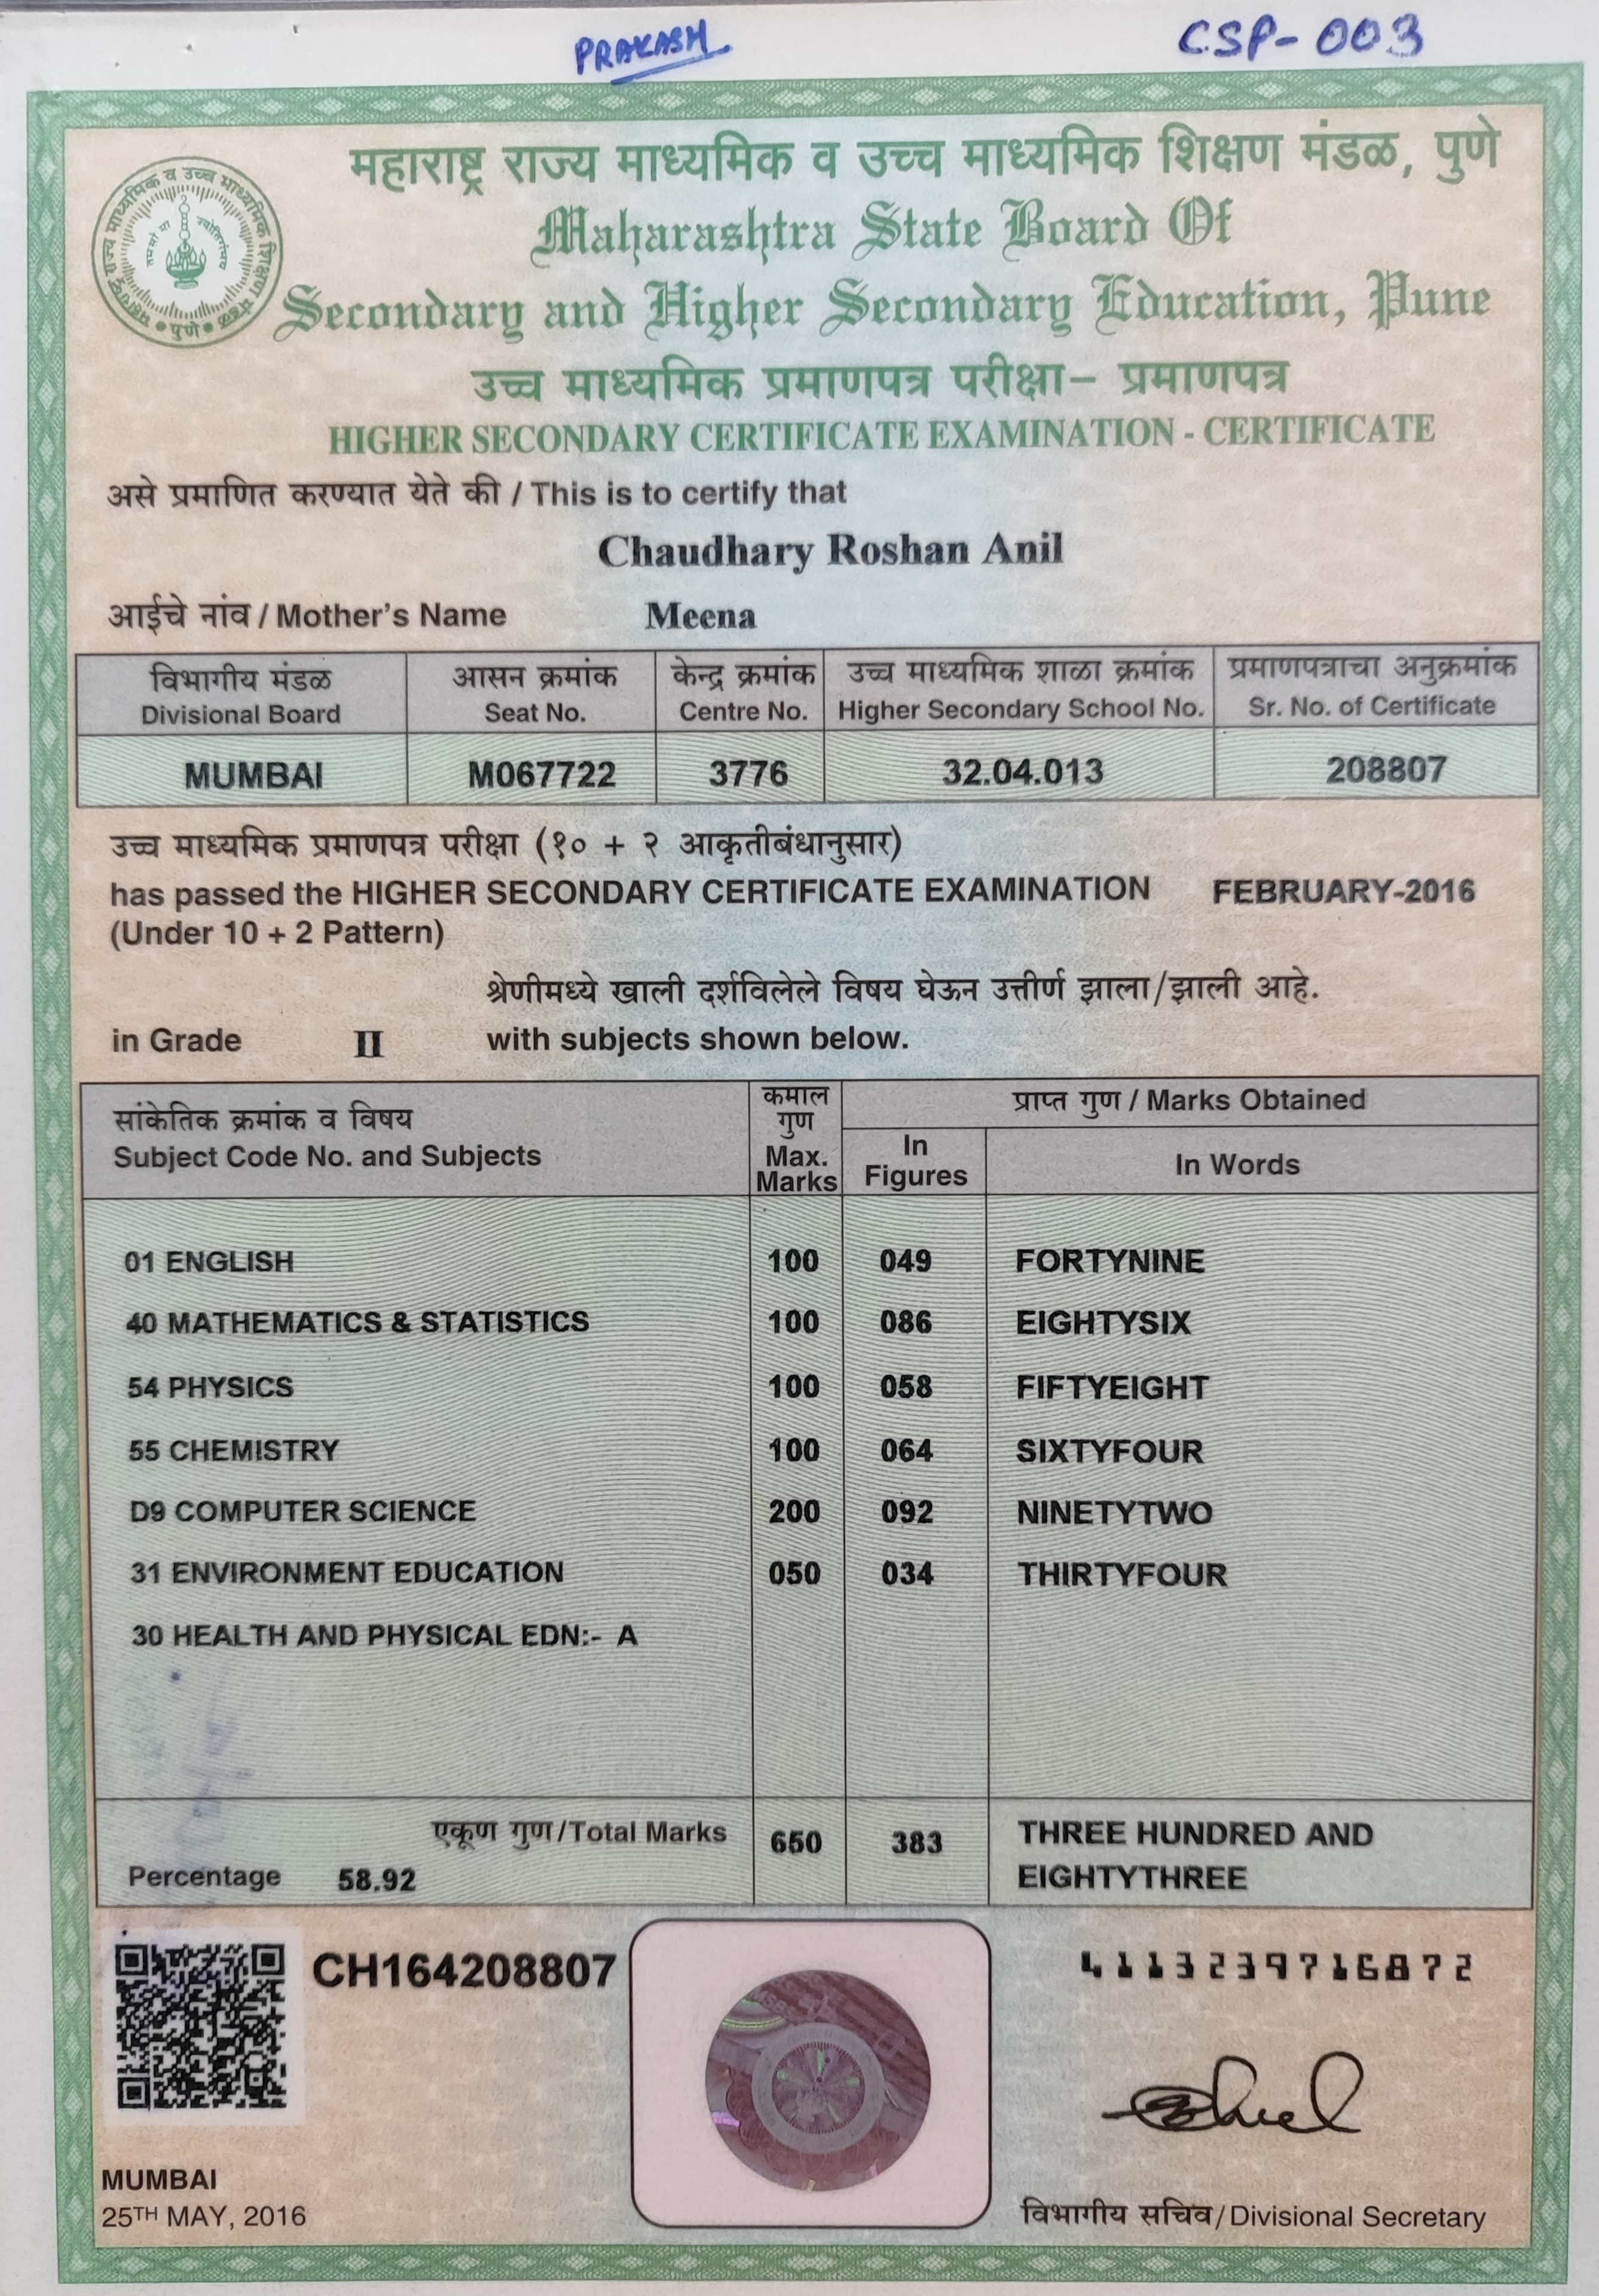 PRAKASH
CSP-003
महाराष्ट्र राज्य माध्यमिक व उच्च माध्यमिक शिक्षण मंडळ, पुणे
Maharashtra State Board Of
Secondary and Higher Secondary Education, Pune
उच्च माध्यमिक प्रमाणपत्र परीक्षा– प्रमाणपत्र
HIGHER SECONDARY CERTIFICATE EXAMINATION - CERTIFICATE
असे प्रमाणित करण्यात येते की / This is to certify that
Chaudhary Roshan Anil
आईचे नांव / Mother's Name Meena
विभागीय मंडळ आसन क्रमांक केन्द्र क्रमांक उच्च माध्यमिक शाळा क्रमांक प्रमाणपत्राचा अनुक्रमांक
Divisional Board Seat No. Centre No. Higher Secondary School No. Sr. No. of Certificate
MUMBAI M067722 3776 32.04.013 208807
उच्च माध्यमिक प्रमाणपत्र परीक्षा (१० + २ आकृतीबंधानुसार)
has passed the HIGHER SECONDARY CERTIFICATE EXAMINATION FEBRUARY-2016
(Under 10 + 2 Pattern)
श्रेणीमध्ये खाली दर्शविलेले विषय घेऊन उत्तीर्ण झाला/झाली आहे.
in Grade II with subjects shown below.
सांकेतिक क्रमांक व विषय
Subject Code No. and Subjects
कमाल
गुण
Max.
Marks
प्राप्त गुण / Marks Obtained
In
Figures
In Words
01 ENGLISH 100 049 FORTYNINE
40 MATHEMATICS & STATISTICS 100 086 EIGHTYSIX
54 PHYSICS 100 058 FIFTYEIGHT
55 CHEMISTRY 100 064 SIXTYFOUR
D9 COMPUTER SCIENCE 200 092 NINETYTWO
31 ENVIRONMENT EDUCATION 050 034 THIRTYFOUR
30 HEALTH AND PHYSICAL EDN:- A
एकूण गुण/Total Marks 650 383 THREE HUNDRED AND
EIGHTYTHREE
Percentage 58.92
CH164208807
4113239716872
MUMBAI
25TH MAY, 2016
विभागीय सचिव/Divisional Secretary